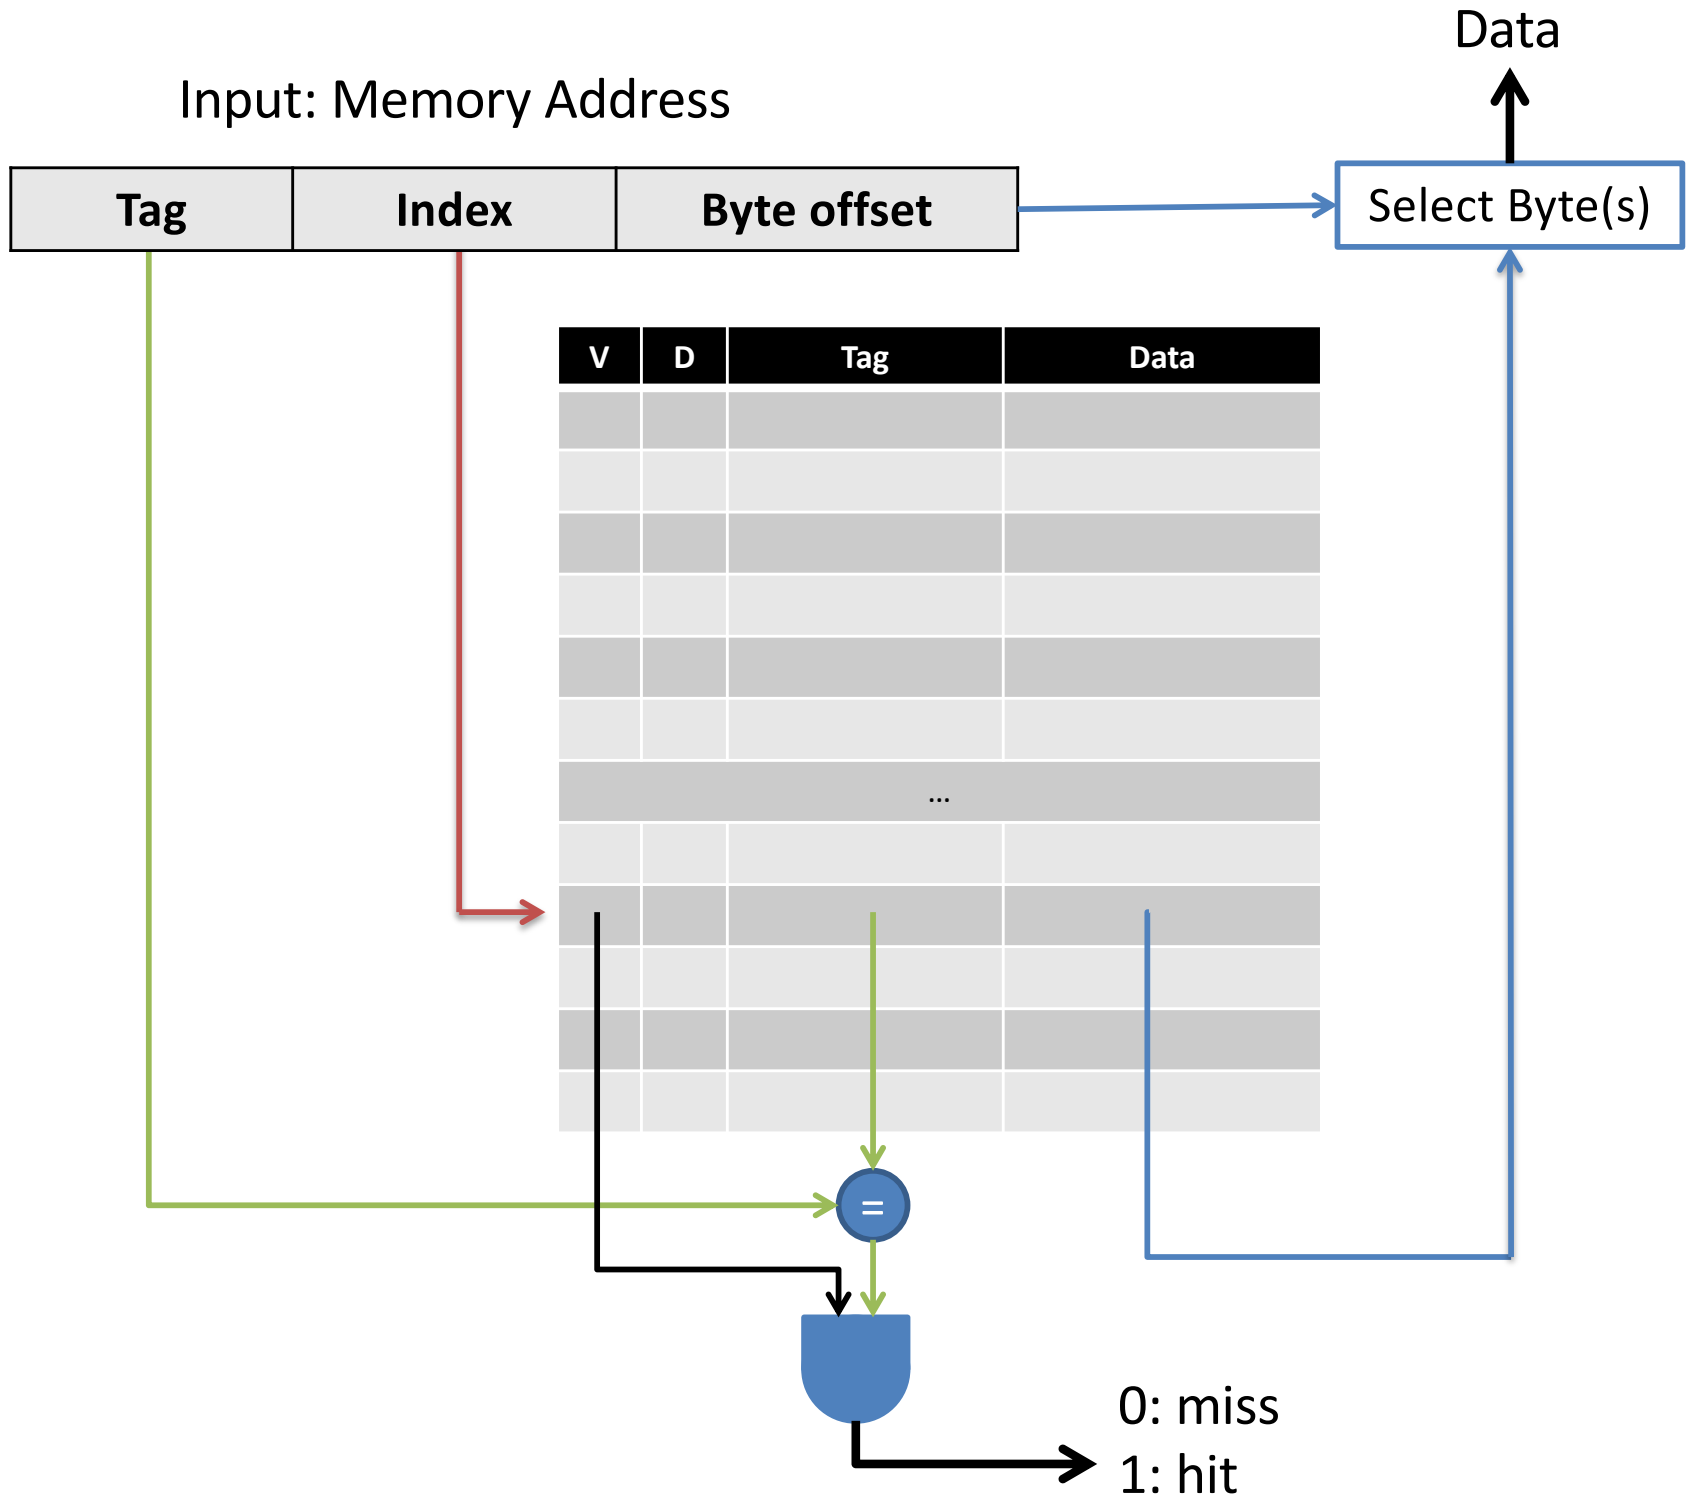 Data
Input: Memory Address
Tag Index Byte offset
Select Byte(s)
V D Tag Data
...
=
0: miss
1: hit